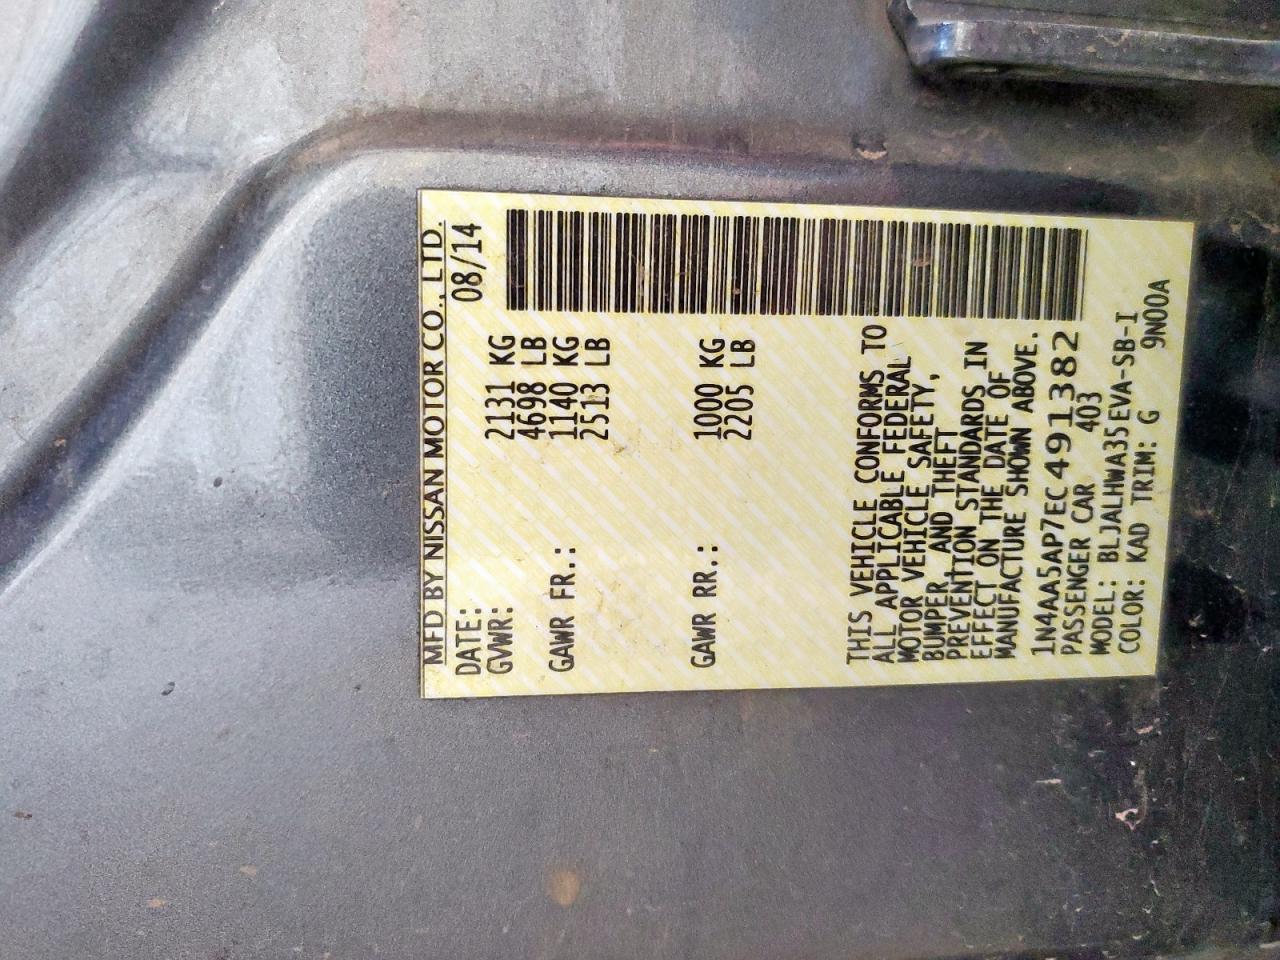 MFD BY NISSAN MOTOR CO., LTD.
DATE: 08/14
GVWR: 2131 KG
4698 LB
GAWR FR.: 1140 KG
2513 LB
GAWR RR.: 1000 KG
2205 LB
THIS VEHICLE CONFORMS TO
ALL APPLICABLE FEDERAL
MOTOR VEHICLE SAFETY,
BUMPER, AND THEFT
PREVENTION STANDARDS IN
EFFECT ON THE DATE OF
MANUFACTURE SHOWN ABOVE.
1N4AA5AP7EC491382
PASSENGER CAR 403
MODEL: BLJALHWA35EVA-SB-I
COLOR: KAD TRIM: G 9N00A